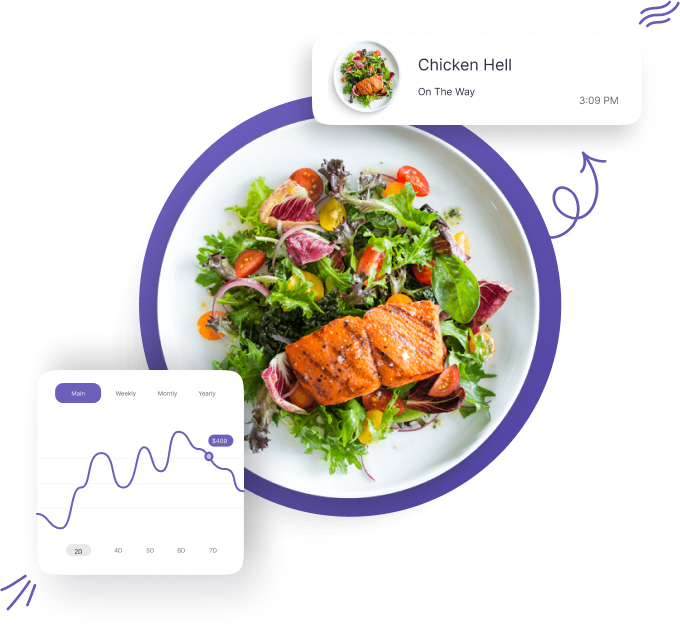 Chicken Hell
On The Way
3:09 PM
Main Weekly Montly Yearly
$409
2D 4D 5D 6D 7D